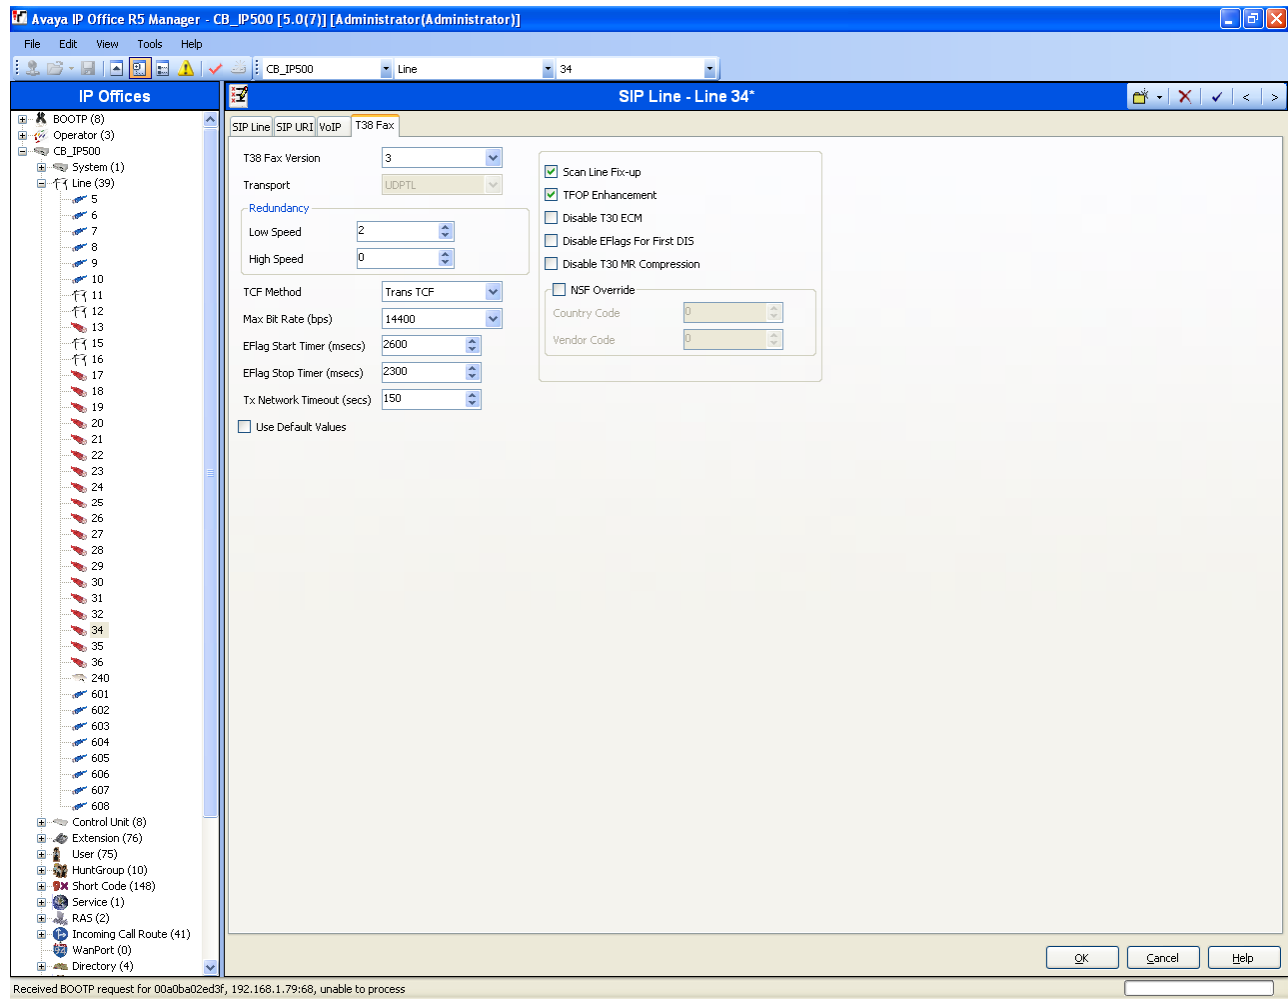 Avaya IP Office R5 Manager - CB_IP500 [5.0(7)] [Administrator(Administrator)]
File Edit View Tools Help
CB_IP500 Line 34
IP Offices
BOOTP (8)
Operator (3)
CB_IP500
System (1)
Line (39)
5
6
7
8
9
10
11
12
13
15
16
17
18
19
20
21
22
23
24
25
26
27
28
29
30
31
32
34
35
36
240
601
602
603
604
605
606
607
608
Control Unit (8)
Extension (76)
User (75)
HuntGroup (10)
Short Code (148)
Service (1)
RAS (2)
Incoming Call Route (41)
WanPort (0)
Directory (4)
SIP Line - Line 34*
SIP Line SIP URI VoIP T38 Fax
T38 Fax Version 3
Transport UDPTL
Redundancy
Low Speed 2
High Speed 0
TCF Method Trans TCF
Max Bit Rate (bps) 14400
EFlag Start Timer (msecs) 2600
EFlag Stop Timer (msecs) 2300
Tx Network Timeout (secs) 150
Use Default Values
Scan Line Fix-up
TFOP Enhancement
Disable T30 ECM
Disable EFlags For First DIS
Disable T30 MR Compression
NSF Override
Country Code 0
Vendor Code 0
OK Cancel Help
Received BOOTP request for 00a0ba02ed3f, 192.168.1.79:68, unable to process